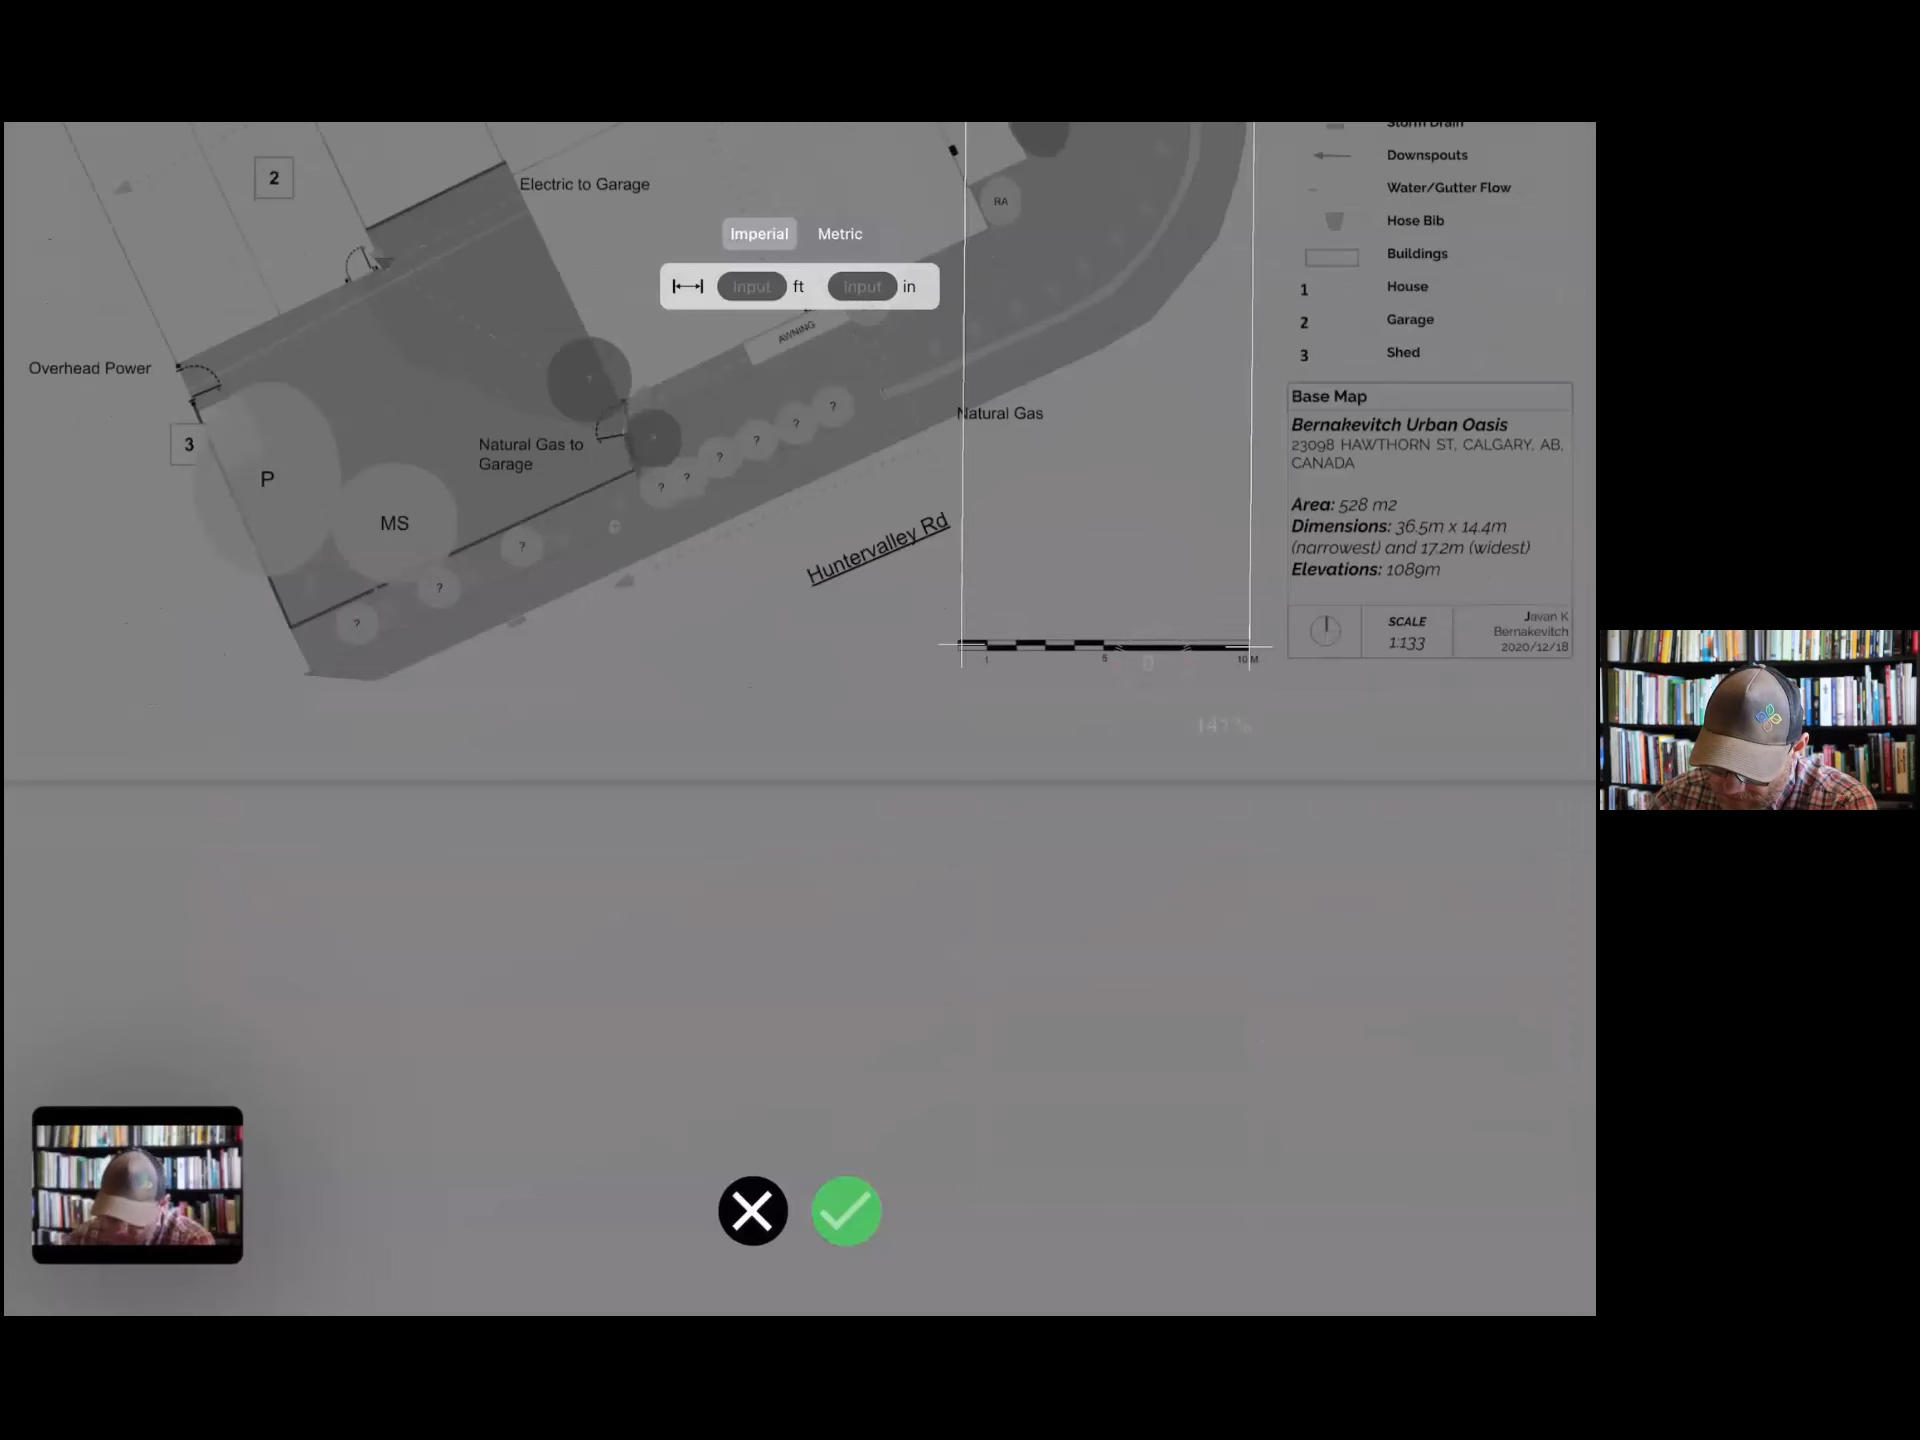 Storm Drain
Downspouts
2
Electric to Garage
Water/Gutter Flow
RA
Hose Bib
Imperial Metric
Buildings
Input ft Input in
1 House
2 Garage
AWNING
3 Shed
Overhead Power
?
Base Map
?
Natural Gas
Bernakevitch Urban Oasis
23098 HAWTHORN ST, CALGARY, AB,
CANADA
3
Natural Gas to
Garage
?
?
?
?
?
P
MS
Area: 528 m2
Dimensions: 36.5m x 14.4m
(narrowest) and 17.2m (widest)
Elevations: 1089m
?
Huntervalley Rd
?
?
SCALE
1:133
Javan K
Bernakevitch
2020/12/18
1 5 0 10 M